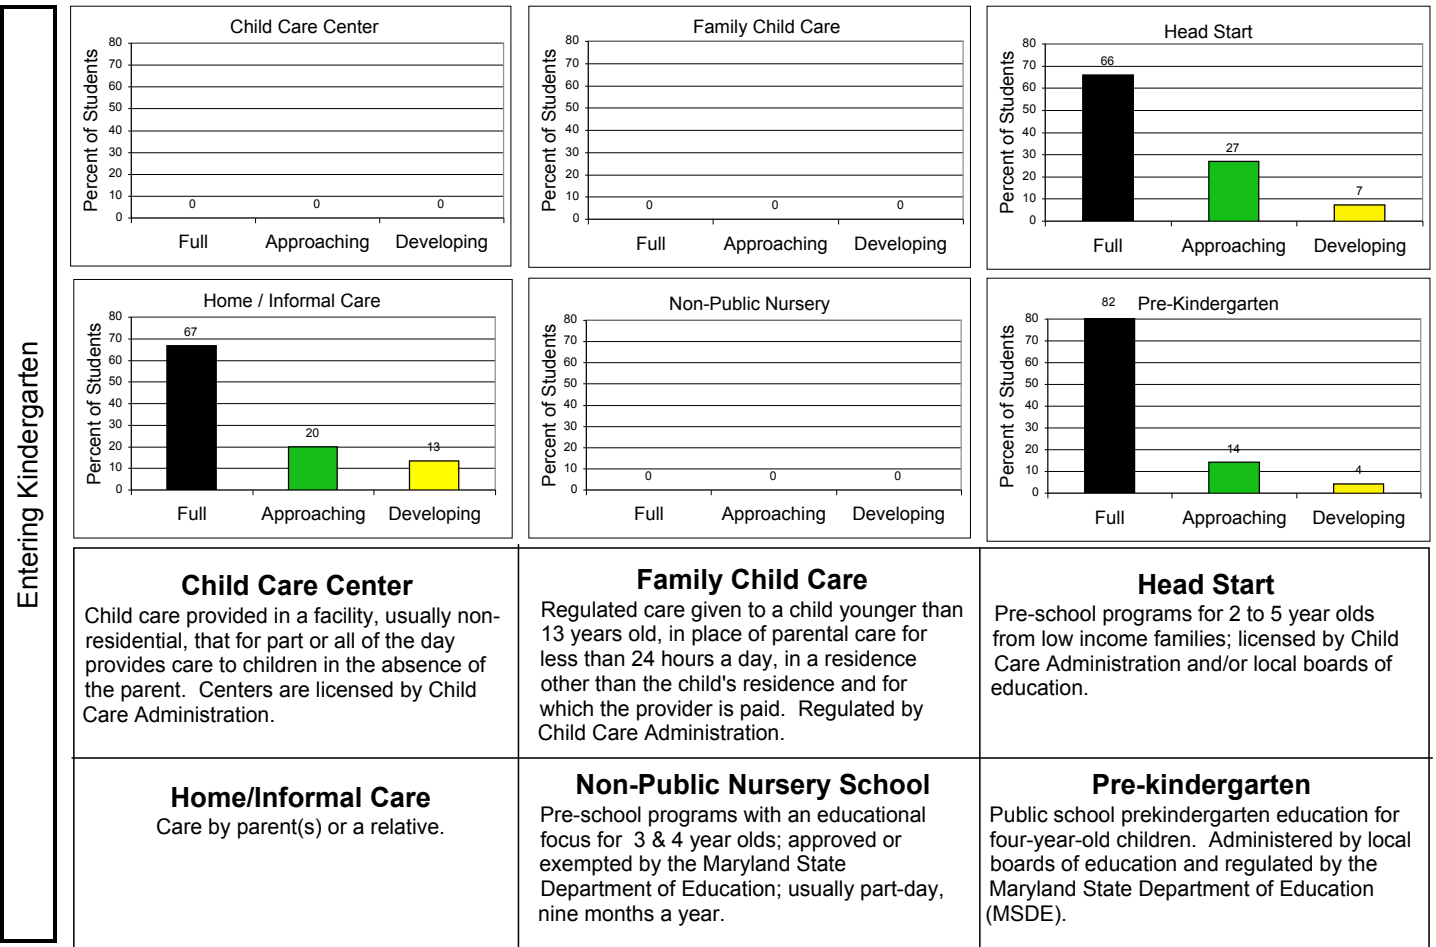 Entering Kindergarten
Child Care Center
Percent of Students
80
70
60
50
40
30
20
10
0
0 0 0
Full Approaching Developing
Family Child Care
Percent of Students
80
70
60
50
40
30
20
10
0
0 0 0
Full Approaching Developing
Head Start
Percent of Students
80
70
60
50
40
30
20
10
0
66
27
7
Full Approaching Developing
Home / Informal Care
Percent of Students
80
70
60
50
40
30
20
10
0
67
20
13
Full Approaching Developing
Non-Public Nursery
Percent of Students
80
70
60
50
40
30
20
10
0
0 0 0
Full Approaching Developing
Pre-Kindergarten
Percent of Students
80
70
60
50
40
30
20
10
0
82
14
4
Full Approaching Developing
Child Care Center
Child care provided in a facility, usually non-
residential, that for part or all of the day
provides care to children in the absence of
the parent. Centers are licensed by Child
Care Administration.
Family Child Care
Regulated care given to a child younger than
13 years old, in place of parental care for
less than 24 hours a day, in a residence
other than the child's residence and for
which the provider is paid. Regulated by
Child Care Administration.
Head Start
Pre-school programs for 2 to 5 year olds
from low income families; licensed by Child
Care Administration and/or local boards of
education.
Home/Informal Care
Care by parent(s) or a relative.
Non-Public Nursery School
Pre-school programs with an educational
focus for 3 & 4 year olds; approved or
exempted by the Maryland State
Department of Education; usually part-day,
nine months a year.
Pre-kindergarten
Public school prekindergarten education for
four-year-old children. Administered by local
boards of education and regulated by the
Maryland State Department of Education
(MSDE).